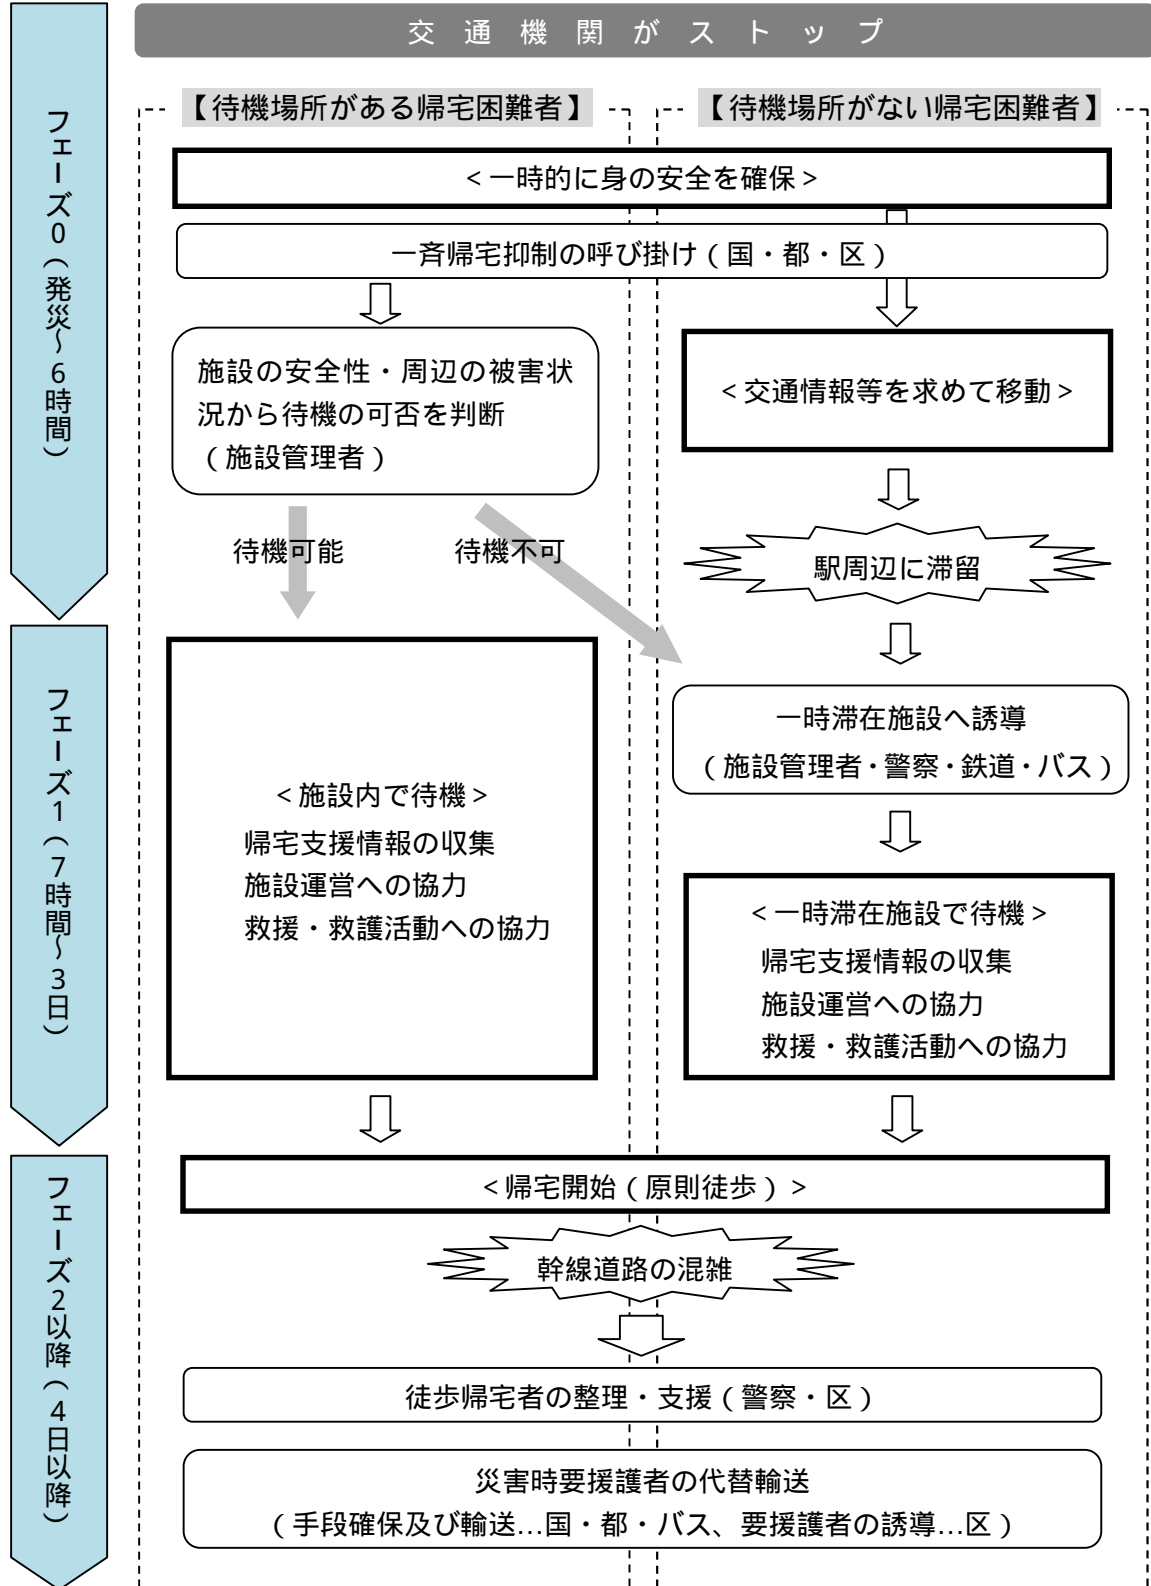 交通機関がストップ
フェーズ0（発災～6時間）
【待機場所がある帰宅困難者】
【待機場所がない帰宅困難者】
＜一時的に身の安全を確保＞
一斉帰宅抑制の呼び掛け（国・都・区）
施設の安全性・周辺の被害状
況から待機の可否を判断
（施設管理者）
＜交通情報等を求めて移動＞
待機可能
待機不可
駅周辺に滞留
フェーズ1（7時間～3日）
＜施設内で待機＞
帰宅支援情報の収集
施設運営への協力
救援・救護活動への協力
一時滞在施設へ誘導
（施設管理者・警察・鉄道・バス）
＜一時滞在施設で待機＞
帰宅支援情報の収集
施設運営への協力
救援・救護活動への協力
フェーズ2以降（4日以降）
＜帰宅開始（原則徒歩）＞
幹線道路の混雑
徒歩帰宅者の整理・支援（警察・区）
災害時要援護者の代替輸送
（手段確保及び輸送…国・都・バス、要援護者の誘導…区）